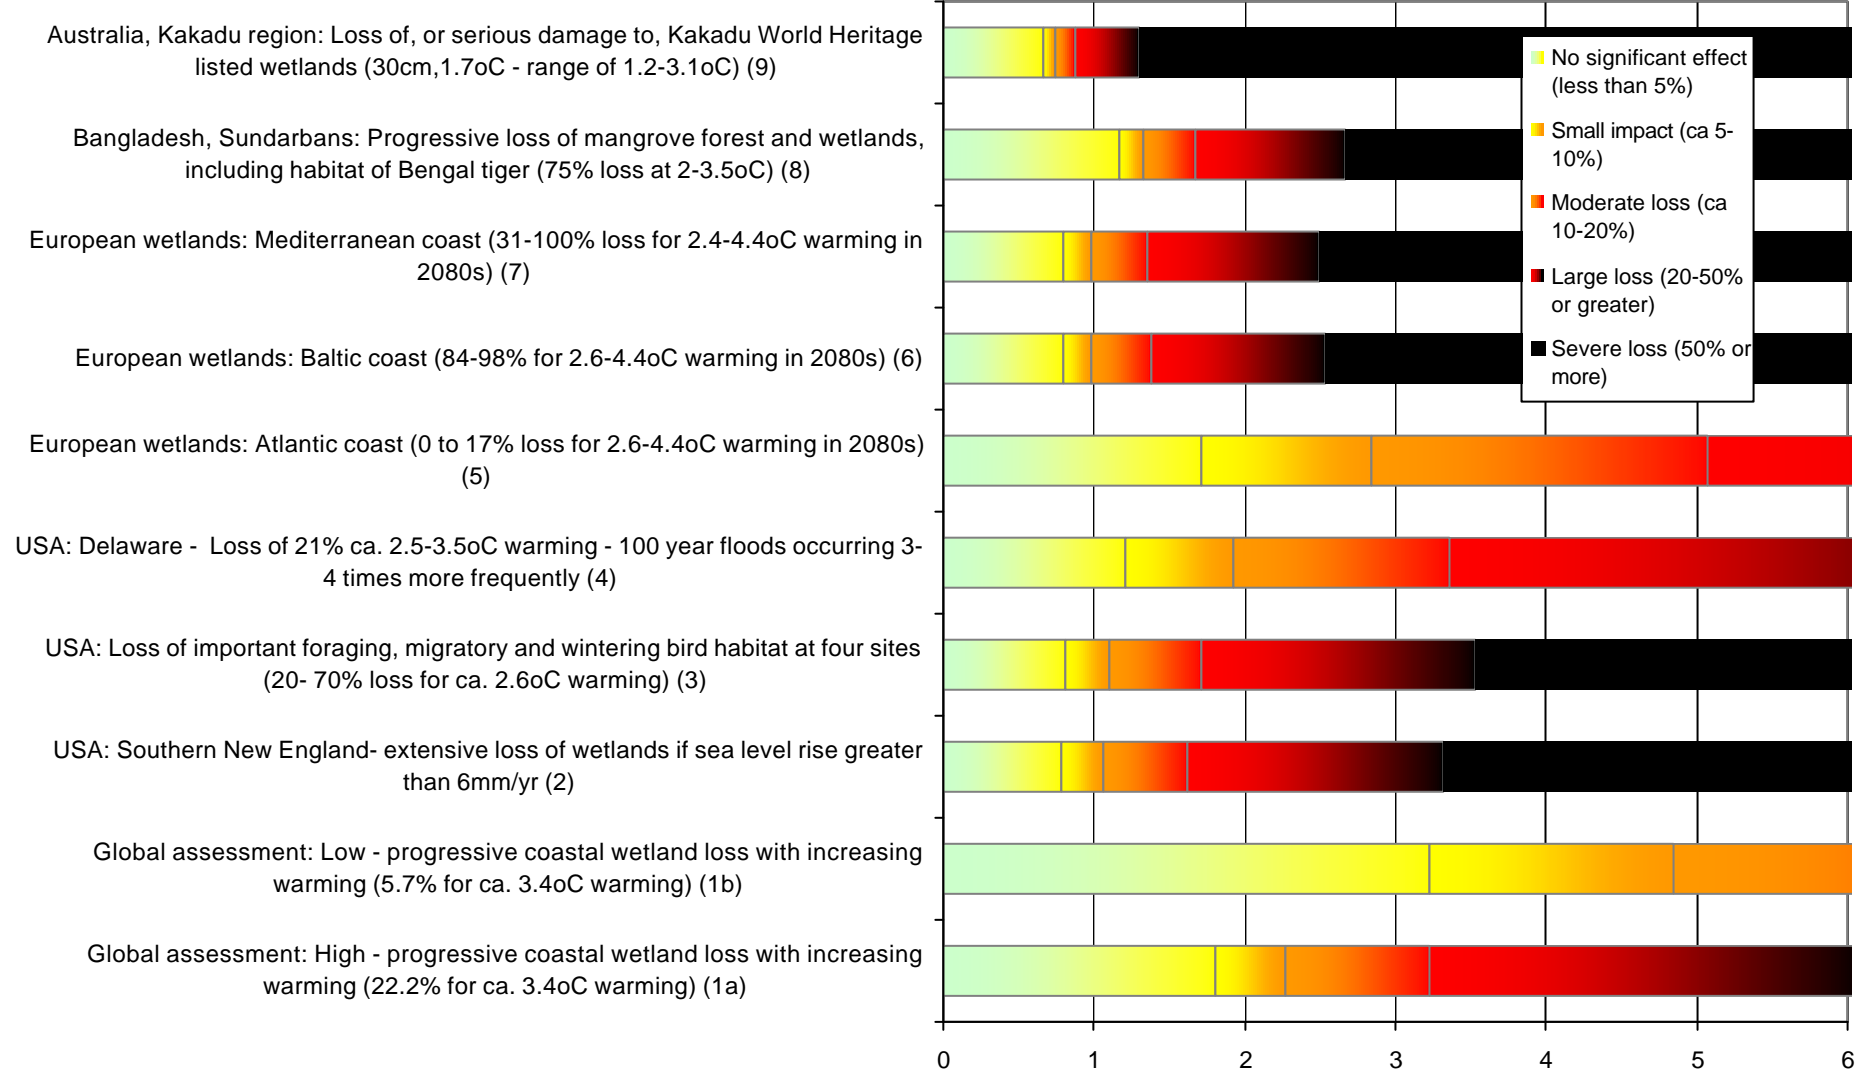 Australia, Kakadu region: Loss of, or serious damage to, Kakadu World Heritage
listed wetlands (30cm,1.7oC - range of 1.2-3.1oC) (9)
Bangladesh, Sundarbans: Progressive loss of mangrove forest and wetlands,
including habitat of Bengal tiger (75% loss at 2-3.5oC) (8)
European wetlands: Mediterranean coast (31-100% loss for 2.4-4.4oC warming in
2080s) (7)
European wetlands: Baltic coast (84-98% for 2.6-4.4oC warming in 2080s) (6)
European wetlands: Atlantic coast (0 to 17% loss for 2.6-4.4oC warming in 2080s)
(5)
USA: Delaware - Loss of 21% ca. 2.5-3.5oC warming - 100 year floods occurring 3-
4 times more frequently (4)
USA: Loss of important foraging, migratory and wintering bird habitat at four sites
(20- 70% loss for ca. 2.6oC warming) (3)
USA: Southern New England- extensive loss of wetlands if sea level rise greater
than 6mm/yr (2)
Global assessment: Low - progressive coastal wetland loss with increasing
warming (5.7% for ca. 3.4oC warming) (1b)
Global assessment: High - progressive coastal wetland loss with increasing
warming (22.2% for ca. 3.4oC warming) (1a)
No significant effect
(less than 5%)
Small impact (ca 5-
10%)
Moderate loss (ca
10-20%)
Large loss (20-50%
or greater)
Severe loss (50% or
more)
0 1 2 3 4 5 6